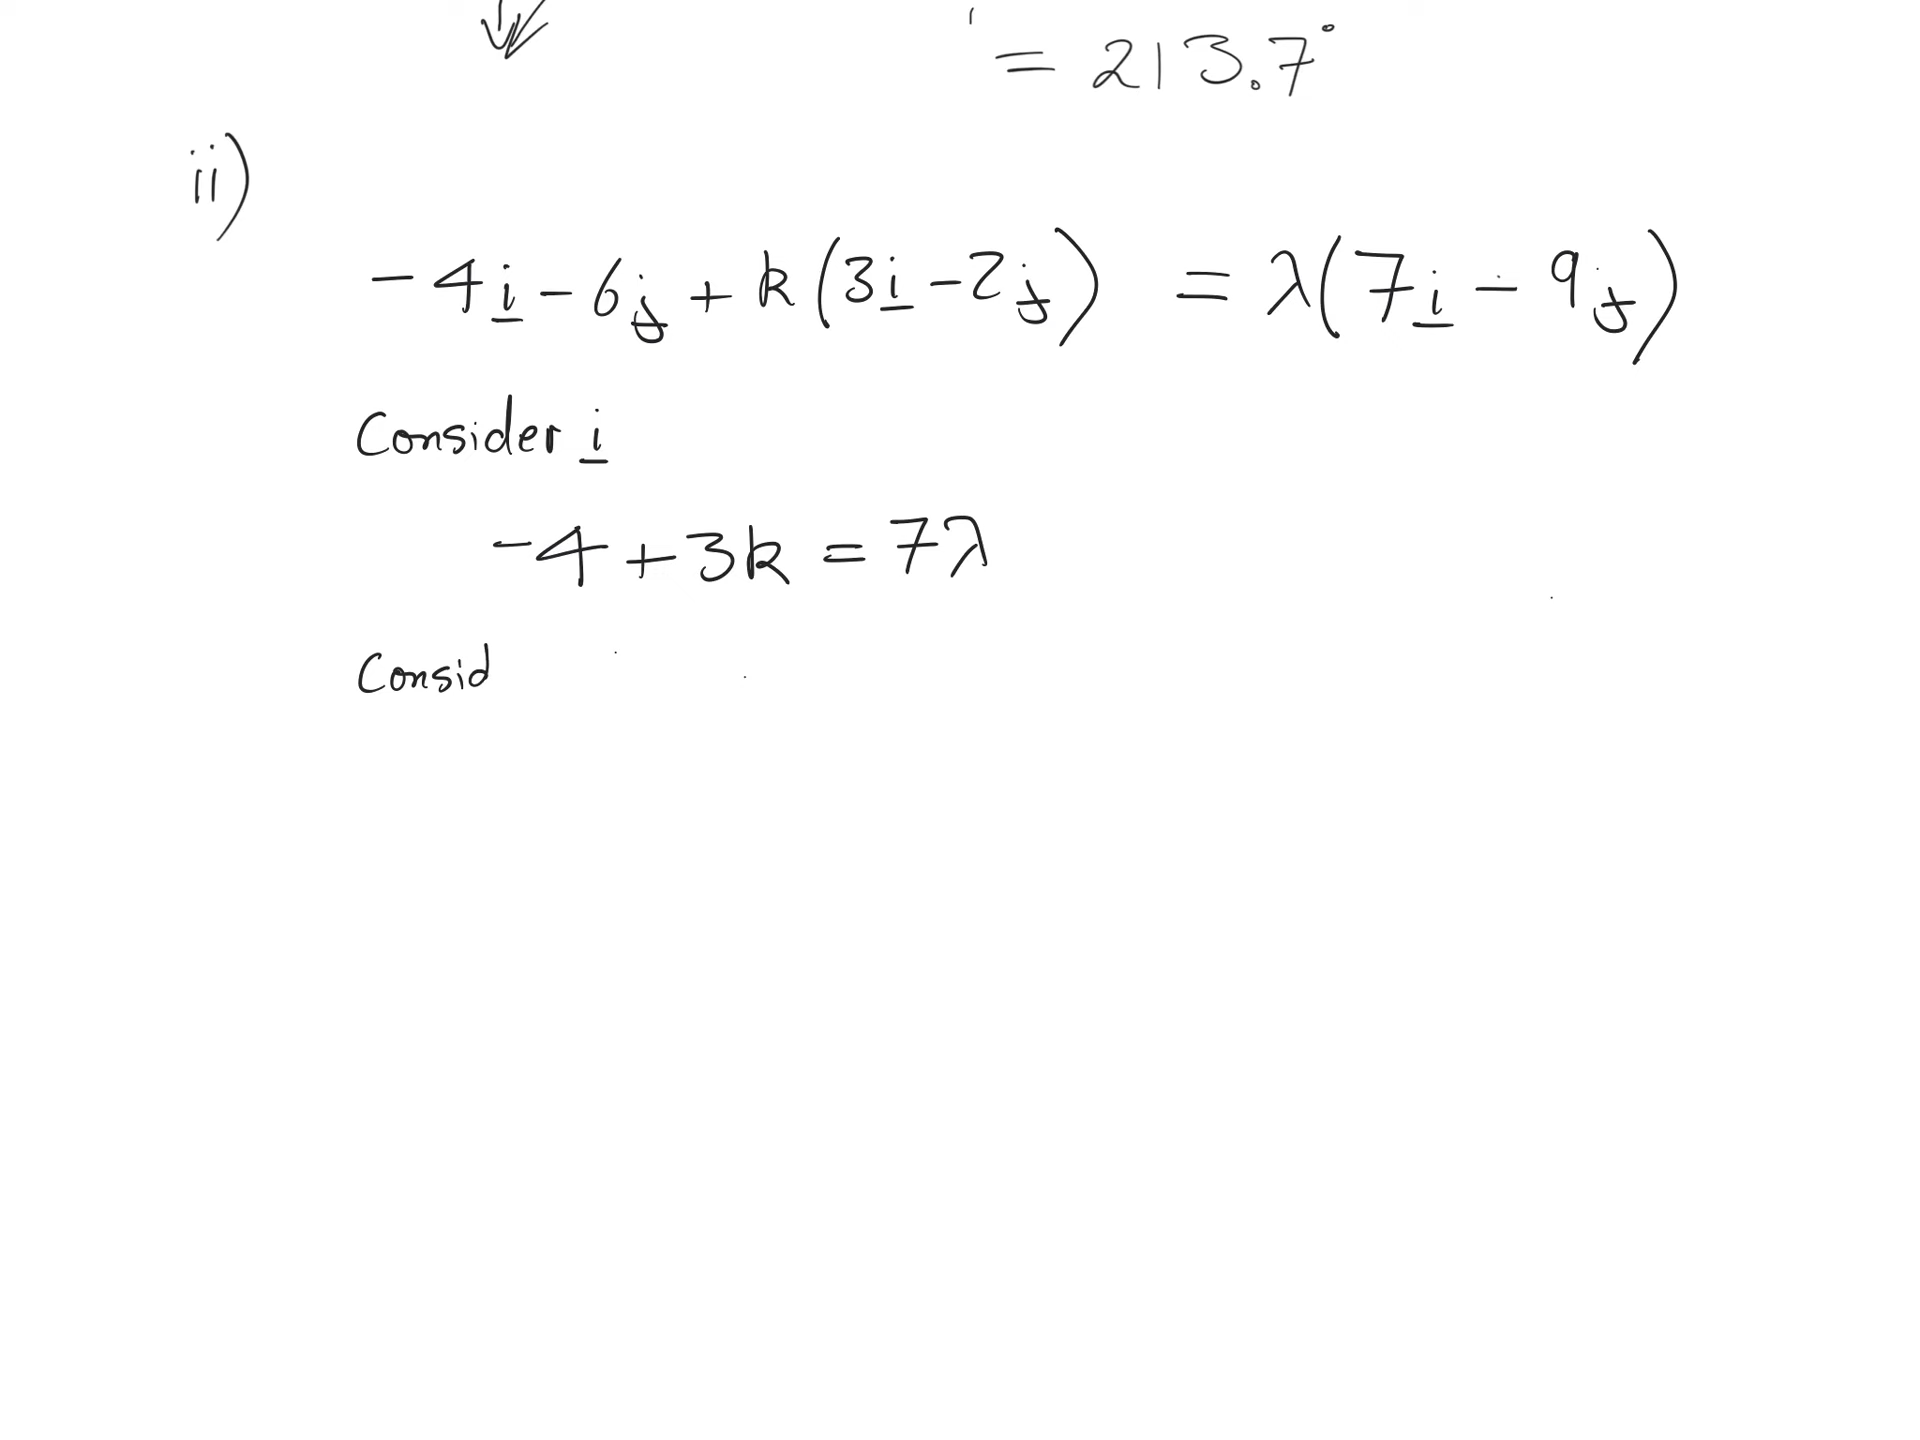 = 213.7°
ii)
-4i - 6j + k(3i - 2j) = λ(7i - 9j)
Consider i
-4 + 3k = 7λ
Consid